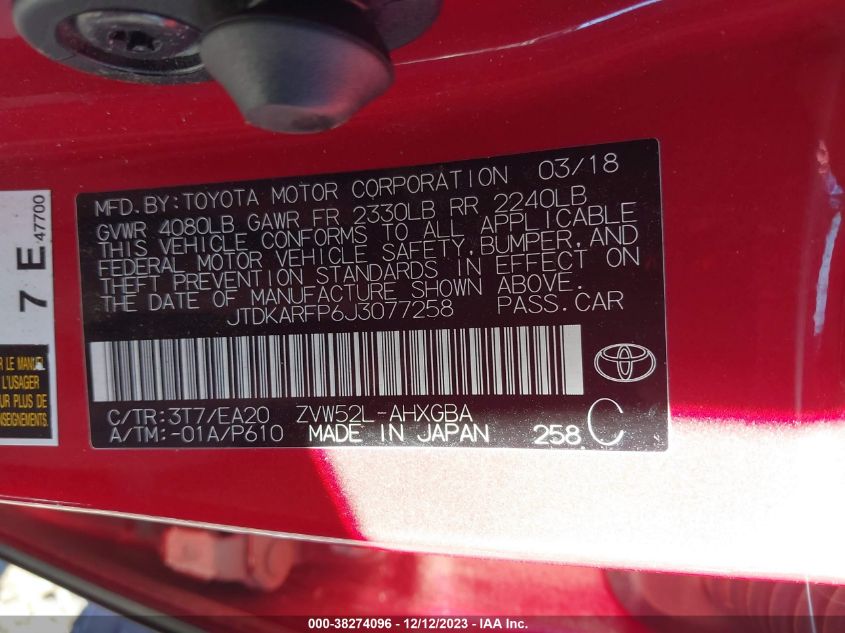 MFD. BY: TOYOTA MOTOR CORPORATION 03/18
GVWR 4080LB GAWR FR 2330LB RR 2240LB
THIS VEHICLE CONFORMS TO ALL APPLICABLE
FEDERAL MOTOR VEHICLE SAFETY, BUMPER, AND
THEFT PREVENTION STANDARDS IN EFFECT ON
THE DATE OF MANUFACTURE SHOWN ABOVE.
JTDKARFP6J3077258 PASS. CAR
C/TR: 3T7/EA20 ZVW52L-AHXGBA
A/TM: -01A/P610 MADE IN JAPAN 258 C
7 E 47700
LE MANUEL
L'USAGER
000-38274096 - 12/12/2023 - IAA Inc.